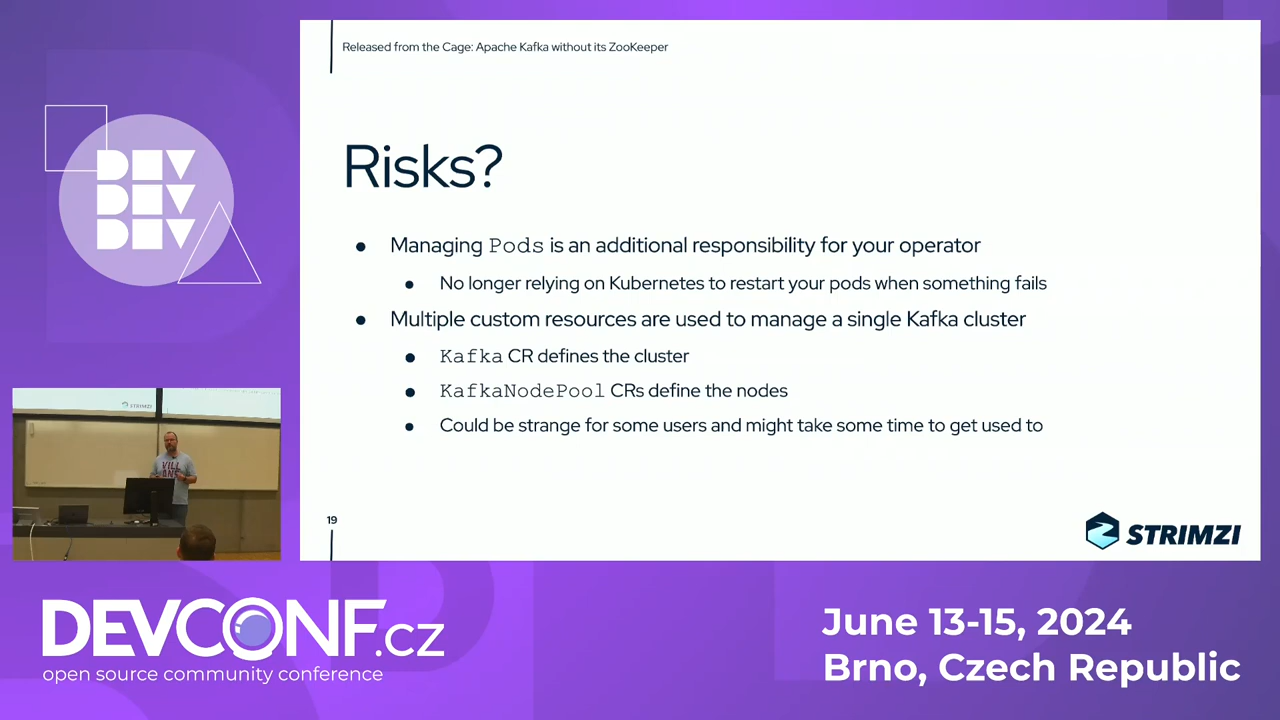 Released from the Cage: Apache Kafka without its ZooKeeper
DEV
DEV
DEV
Risks?
● Managing Pods is an additional responsibility for your operator
● No longer relying on Kubernetes to restart your pods when something fails
● Multiple custom resources are used to manage a single Kafka cluster
● Kafka CR defines the cluster
● KafkaNodePool CRs define the nodes
● Could be strange for some users and might take some time to get used to
19
STRIMZI
STRIMZI
VILL
ANS
DEVCONF.cz
open source community conference
June 13-15, 2024
Brno, Czech Republic